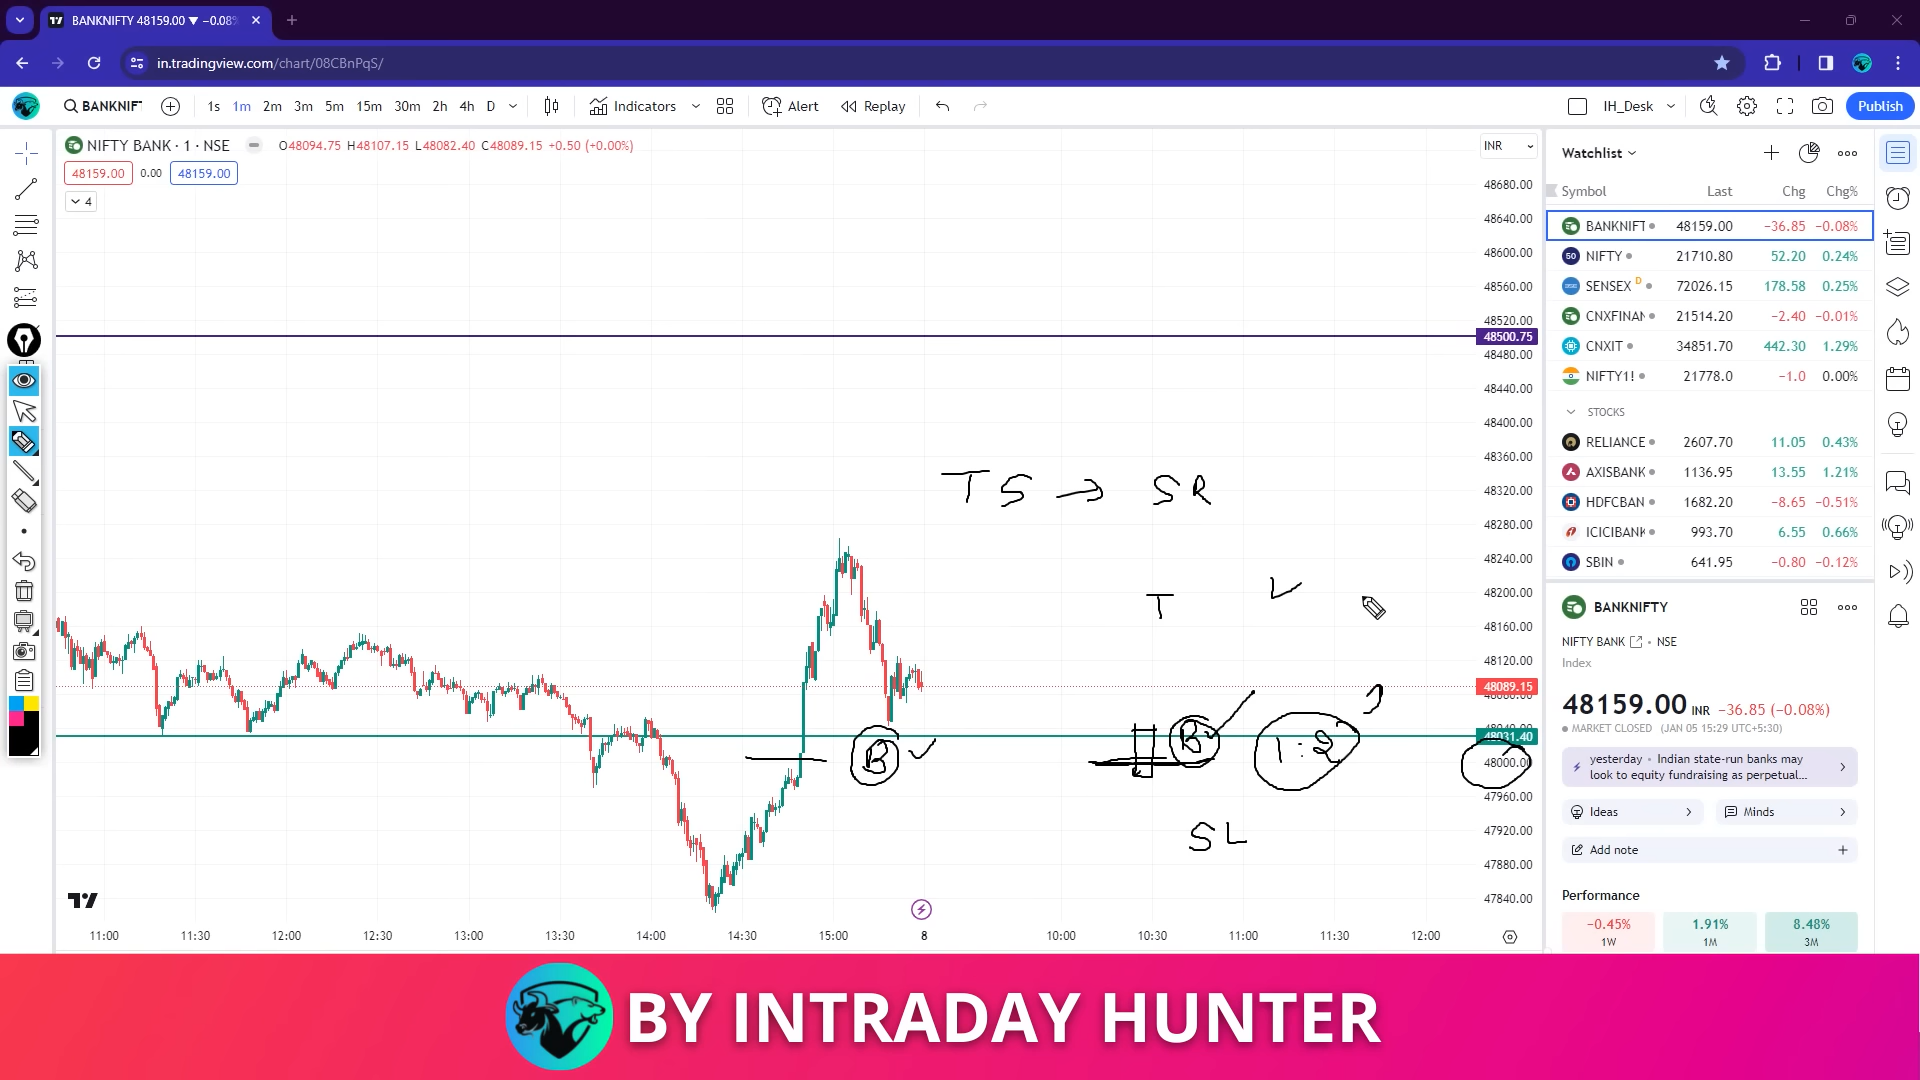 BANKNIFTY 48159.00 ▼ −0.08%
in.tradingview.com/chart/08CBnPqS/
BANKNIF 1s 1m 2m 3m 5m 15m 30m 2h 4h D Indicators Alert Replay IH_Desk Publish
NIFTY BANK · 1 · NSE O48094.75 H48107.15 L48082.40 C48089.15 +0.50 (+0.00%)
48159.00 0.00 48159.00
4
INR
48680.00
48640.00
48600.00
48560.00
48520.00
48500.75
48480.00
48440.00
48400.00
48360.00
48320.00
48280.00
48240.00
48200.00
48160.00
48120.00
48089.15
48031.40
48000.00
47960.00
47920.00
47880.00
47840.00
TS → SR
T
B
B
1:2
SL
11:00 11:30 12:00 12:30 13:00 13:30 14:00 14:30 15:00 8 10:00 10:30 11:00 11:30 12:00
Watchlist
Symbol Last Chg Chg%
BANKNIFT 48159.00 −36.85 −0.08%
50 NIFTY 21710.80 52.20 0.24%
SENSEX D 72026.15 178.58 0.25%
CNXFINAN 21514.20 −2.40 −0.01%
CNXIT 34851.70 442.30 1.29%
NIFTY1! 21778.0 −1.0 0.00%
STOCKS
RELIANCE 2607.70 11.05 0.43%
AXISBANK 1136.95 13.55 1.21%
HDFCBAN 1682.20 −8.65 −0.51%
ICICIBANK 993.70 6.55 0.66%
SBIN 641.95 −0.80 −0.12%
BANKNIFTY
NIFTY BANK · NSE
Index
48159.00 INR −36.85 (−0.08%)
MARKET CLOSED (JAN 05 15:29 UTC+5:30)
yesterday · Indian state-run banks may
look to equity fundraising as perpetual...
Ideas Minds
Add note
Performance
−0.45% 1.91% 8.48%
1W 1M 3M
BY INTRADAY HUNTER